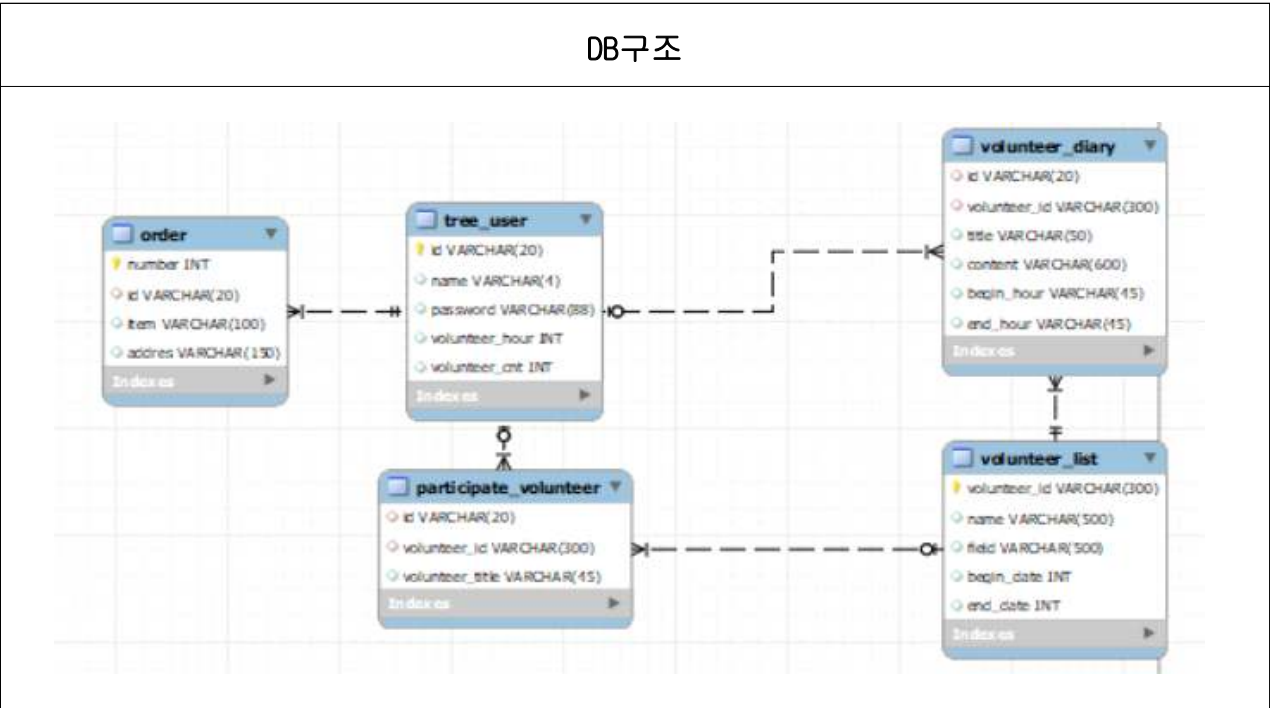 DB구조
order
number INT
id VARCHAR(20)
item VARCHAR(100)
addres VARCHAR(150)
Indexes
tree_user
id VARCHAR(20)
name VARCHAR(4)
password VARCHAR(88)
volunteer_hour INT
volunteer_cnt INT
Indexes
participate_volunteer
id VARCHAR(20)
volunteer_id VARCHAR(300)
volunteer_title VARCHAR(45)
Indexes
volunteer_diary
id VARCHAR(20)
volunteer_id VARCHAR(300)
title VARCHAR(50)
content VARCHAR(600)
begin_hour VARCHAR(45)
end_hour VARCHAR(45)
Indexes
volunteer_list
volunteer_id VARCHAR(300)
name VARCHAR(500)
field VARCHAR(500)
begin_date INT
end_date INT
Indexes